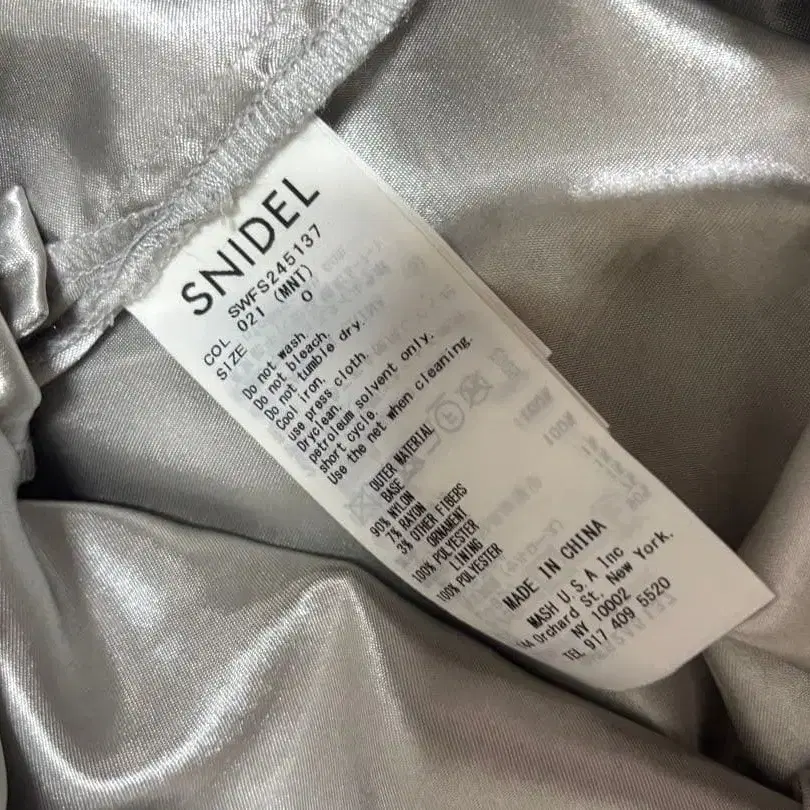 SNIDEL
SWFS245137
COL 021 (MNT)
SIZE 0
Do not wash.
Do not bleach.
Do not tumble dry.
Cool iron.
use press cloth.
Dryclean.
petroleum solvent only.
short cycle.
Use the net when cleaning.
OUTER MATERIAL
BASE
90% NYLON
7% RAYON
3% OTHER FIBERS
ORNAMENT
100% POLYESTER
LINING
100% POLYESTER
MADE IN CHINA
MASH U.S.A Inc
Orchard St. New York,
NY 10002
TEL 917 409 5520